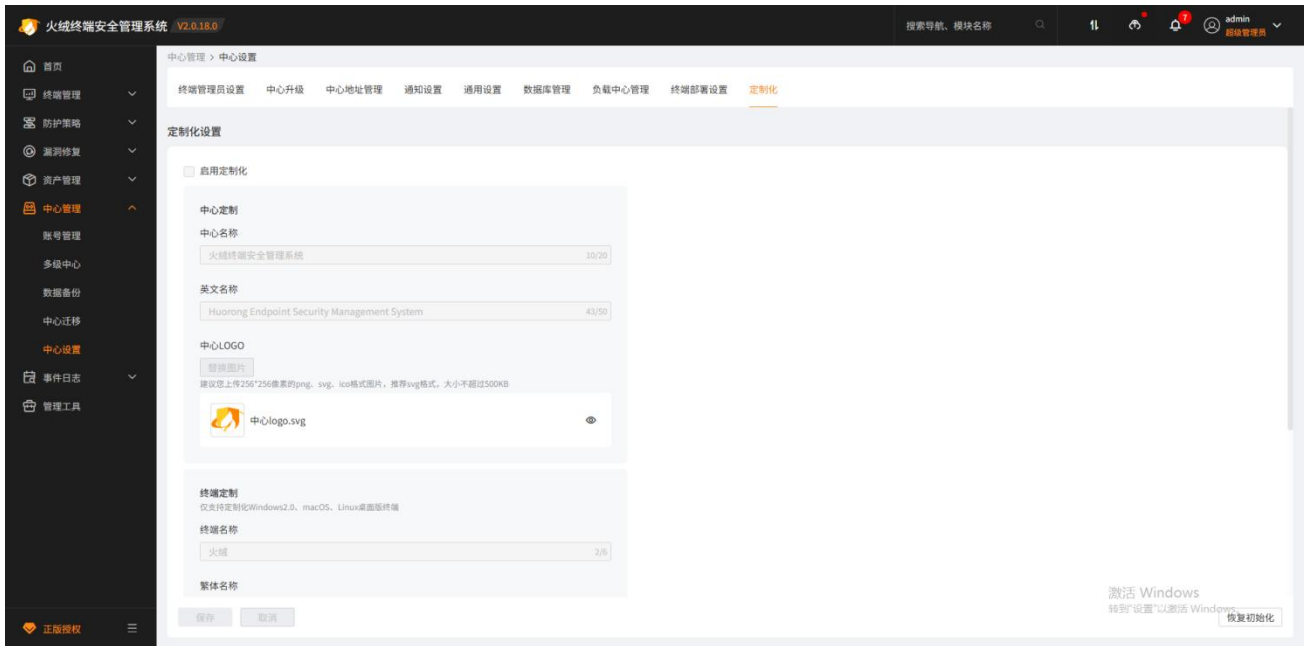 火绒终端安全管理系统 V2.0.18.0
搜索导航、模块名称
7
admin
超级管理员
首页
终端管理
防护策略
漏洞修复
资产管理
中心管理
账号管理
多级中心
数据备份
中心迁移
中心设置
事件日志
管理工具
正版授权
中心管理 > 中心设置
终端管理员设置 中心升级 中心地址管理 通知设置 通用设置 数据库管理 负载中心管理 终端部署设置 定制化
定制化设置
启用定制化
中心定制
中心名称
火绒终端安全管理系统 10/20
英文名称
Huorong Endpoint Security Management System 43/50
中心LOGO
替换图片
建议您上传256*256像素的png、svg、ico格式图片，推荐svg格式，大小不超过500KB
中心logo.svg
终端定制
仅支持定制化Windows2.0、macOS、Linux桌面版终端
终端名称
火绒 2/6
繁体名称
保存 取消
激活 Windows
转到"设置"以激活 Windows。
恢复初始化